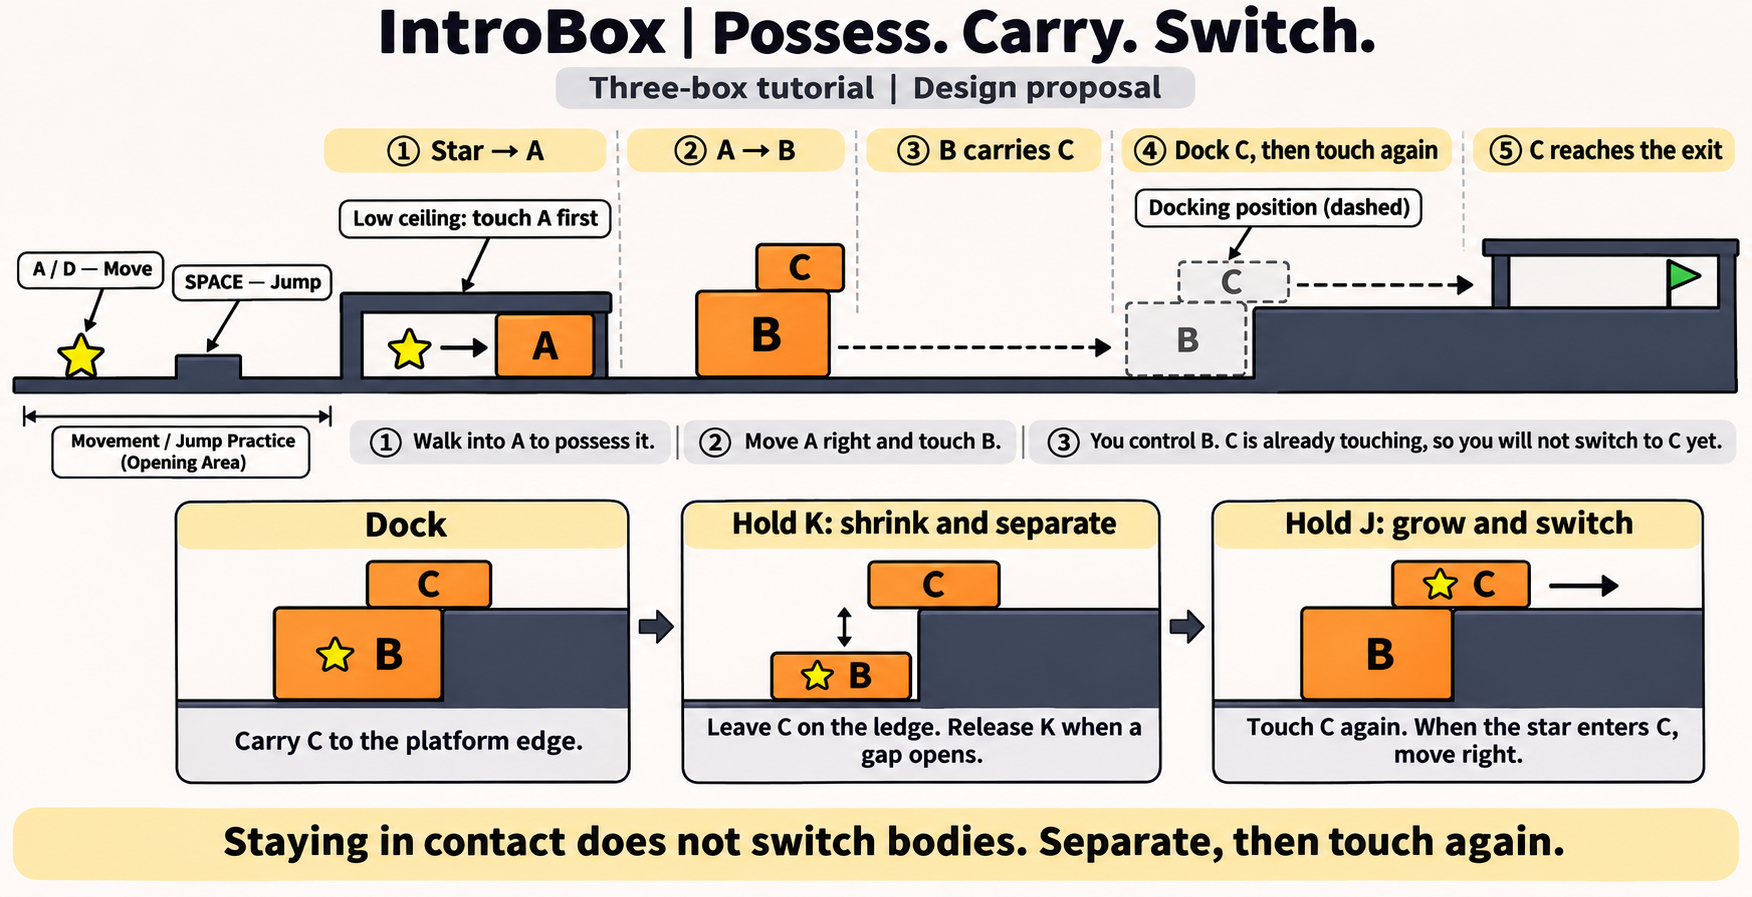 IntroBox | Possess. Carry. Switch.
Three-box tutorial | Design proposal
① Star → A
② A → B
③ B carries C
④ Dock C, then touch again
⑤ C reaches the exit
Low ceiling: touch A first
Docking position (dashed)
A / D — Move
SPACE — Jump
C
C
A
B
B
Movement / Jump Practice
(Opening Area)
① Walk into A to possess it.
② Move A right and touch B.
③ You control B. C is already touching, so you will not switch to C yet.
Dock
C
B
Carry C to the platform edge.
Hold K: shrink and separate
C
B
Leave C on the ledge. Release K when a
gap opens.
Hold J: grow and switch
C
B
Touch C again. When the star enters C,
move right.
Staying in contact does not switch bodies. Separate, then touch again.